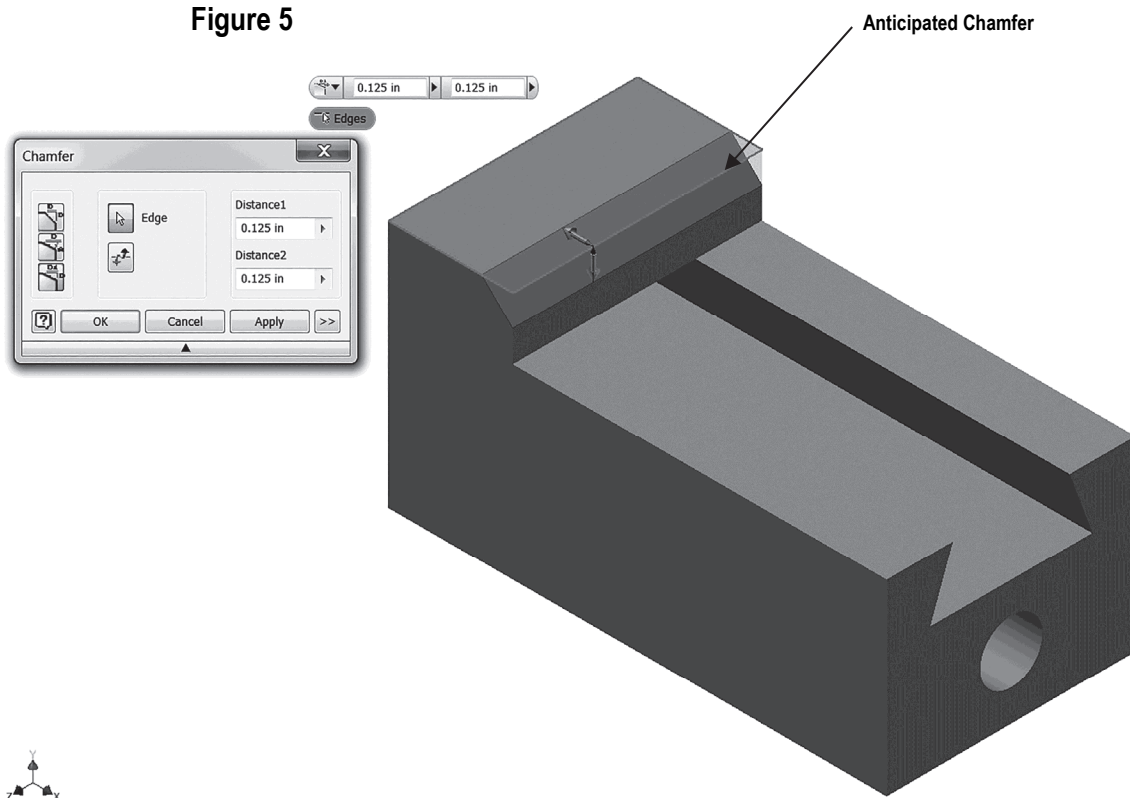 Figure 5
Anticipated Chamfer
0.125 in 0.125 in
Edges
Chamfer
Edge
Distance1
0.125 in
Distance2
0.125 in
OK Cancel Apply >>
Y
Z X